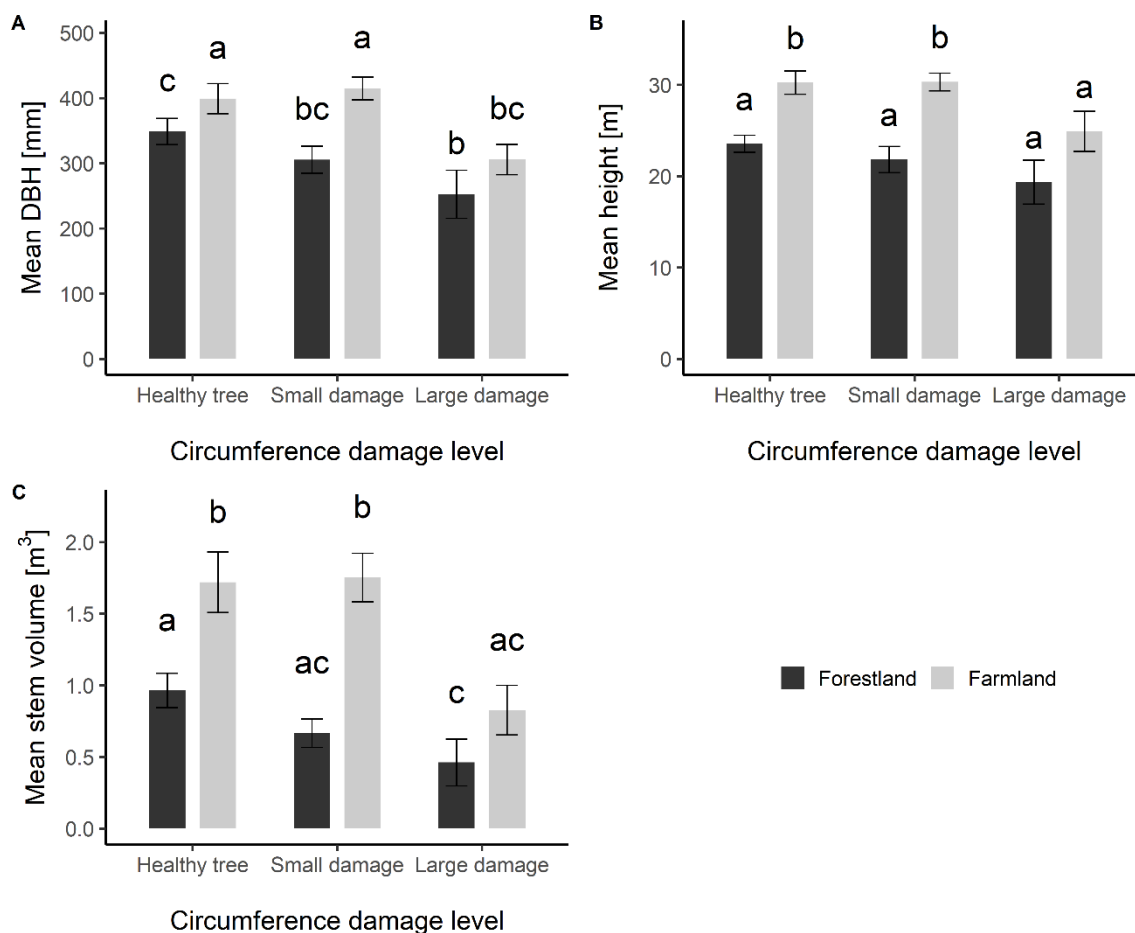 A
Mean DBH [mm]
500
400
300
200
100
0
c
a
bc
a
b
bc
Healthy tree
Small damage
Large damage
Circumference damage level
B
Mean height [m]
30
20
10
0
a
b
a
b
a
a
Healthy tree
Small damage
Large damage
Circumference damage level
C
Mean stem volume [m³]
2.0
1.5
1.0
0.5
0.0
a
b
ac
b
c
ac
Healthy tree
Small damage
Large damage
Circumference damage level
Forestland
Farmland